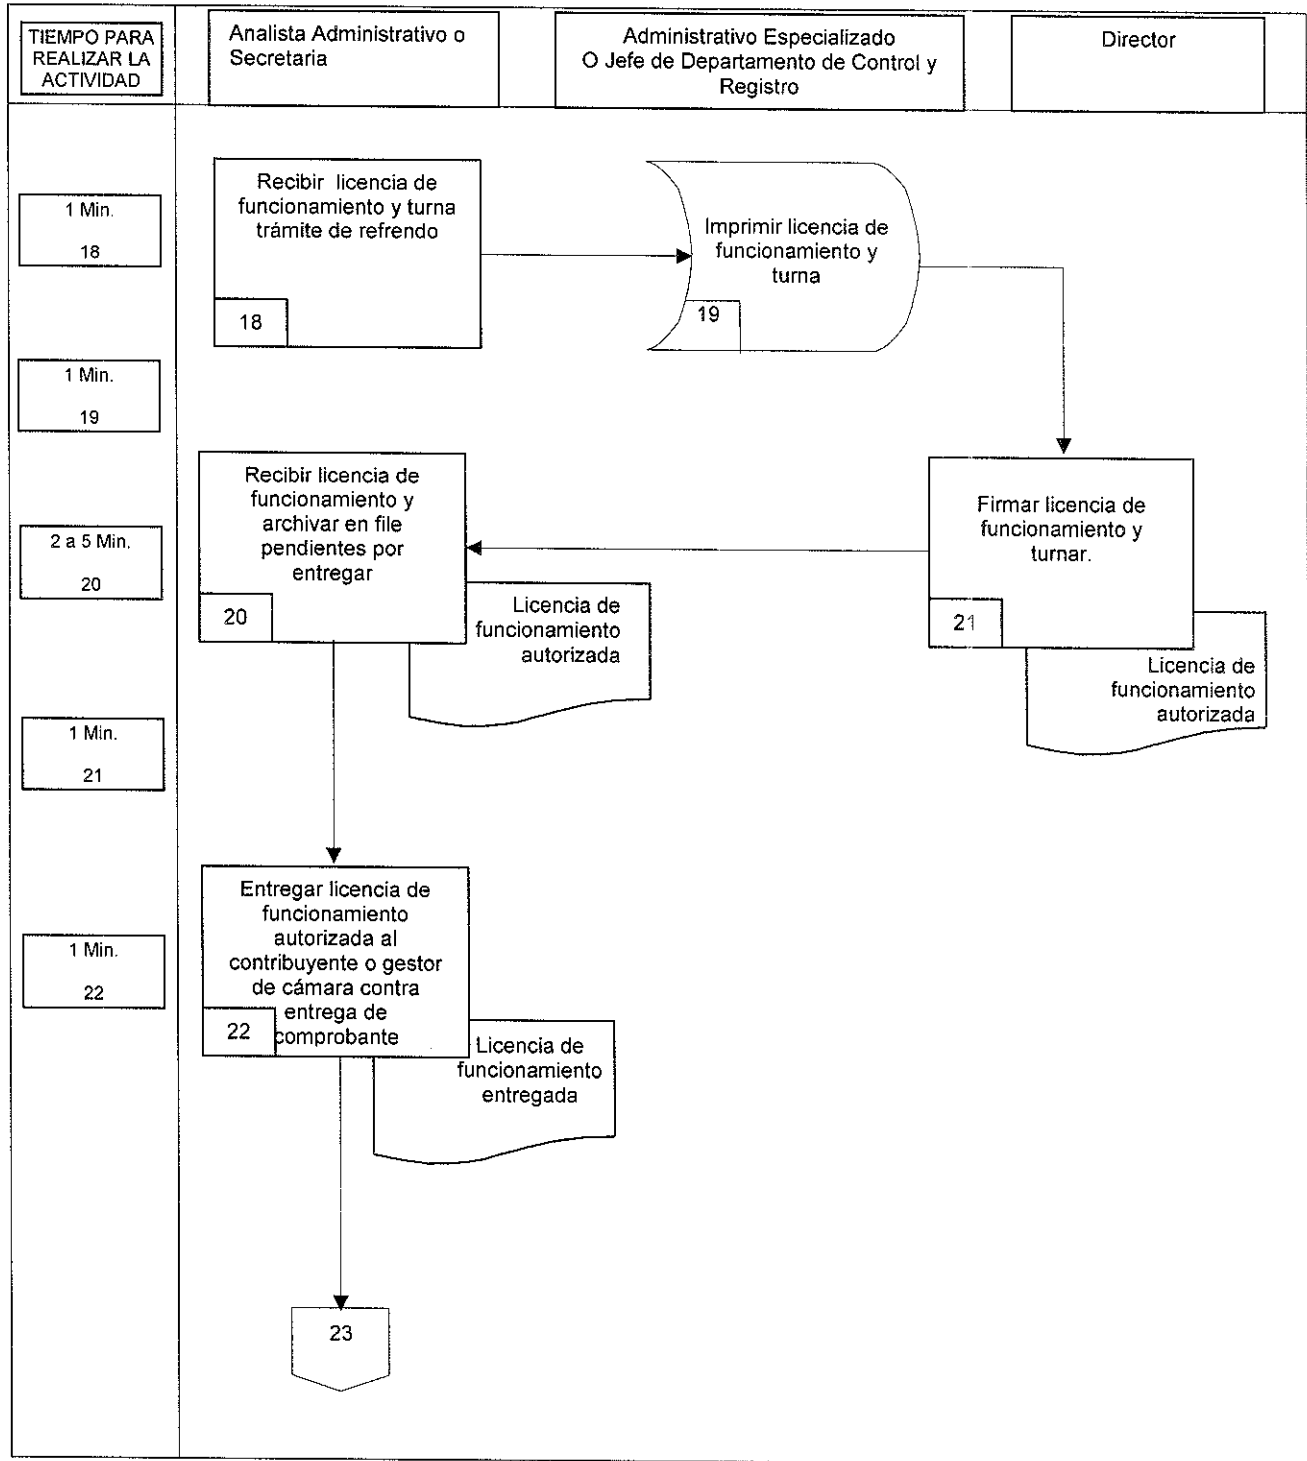 TIEMPO PARA
REALIZAR LA
ACTIVIDAD
Analista Administrativo o
Secretaria
Administrativo Especializado
O Jefe de Departamento de Control y
Registro
Director
1 Min.
18
Recibir licencia de
funcionamiento y turna
trámite de refrendo
18
Imprimir licencia de
funcionamiento y
turna
19
1 Min.
19
2 a 5 Min.
20
Recibir licencia de
funcionamiento y
archivar en file
pendientes por
entregar
20
Licencia de
funcionamiento
autorizada
Firmar licencia de
funcionamiento y
turnar.
21
Licencia de
funcionamiento
autorizada
1 Min.
21
1 Min.
22
Entregar licencia de
funcionamiento
autorizada al
contribuyente o gestor
de cámara contra
entrega de
comprobante
22
Licencia de
funcionamiento
entregada
23